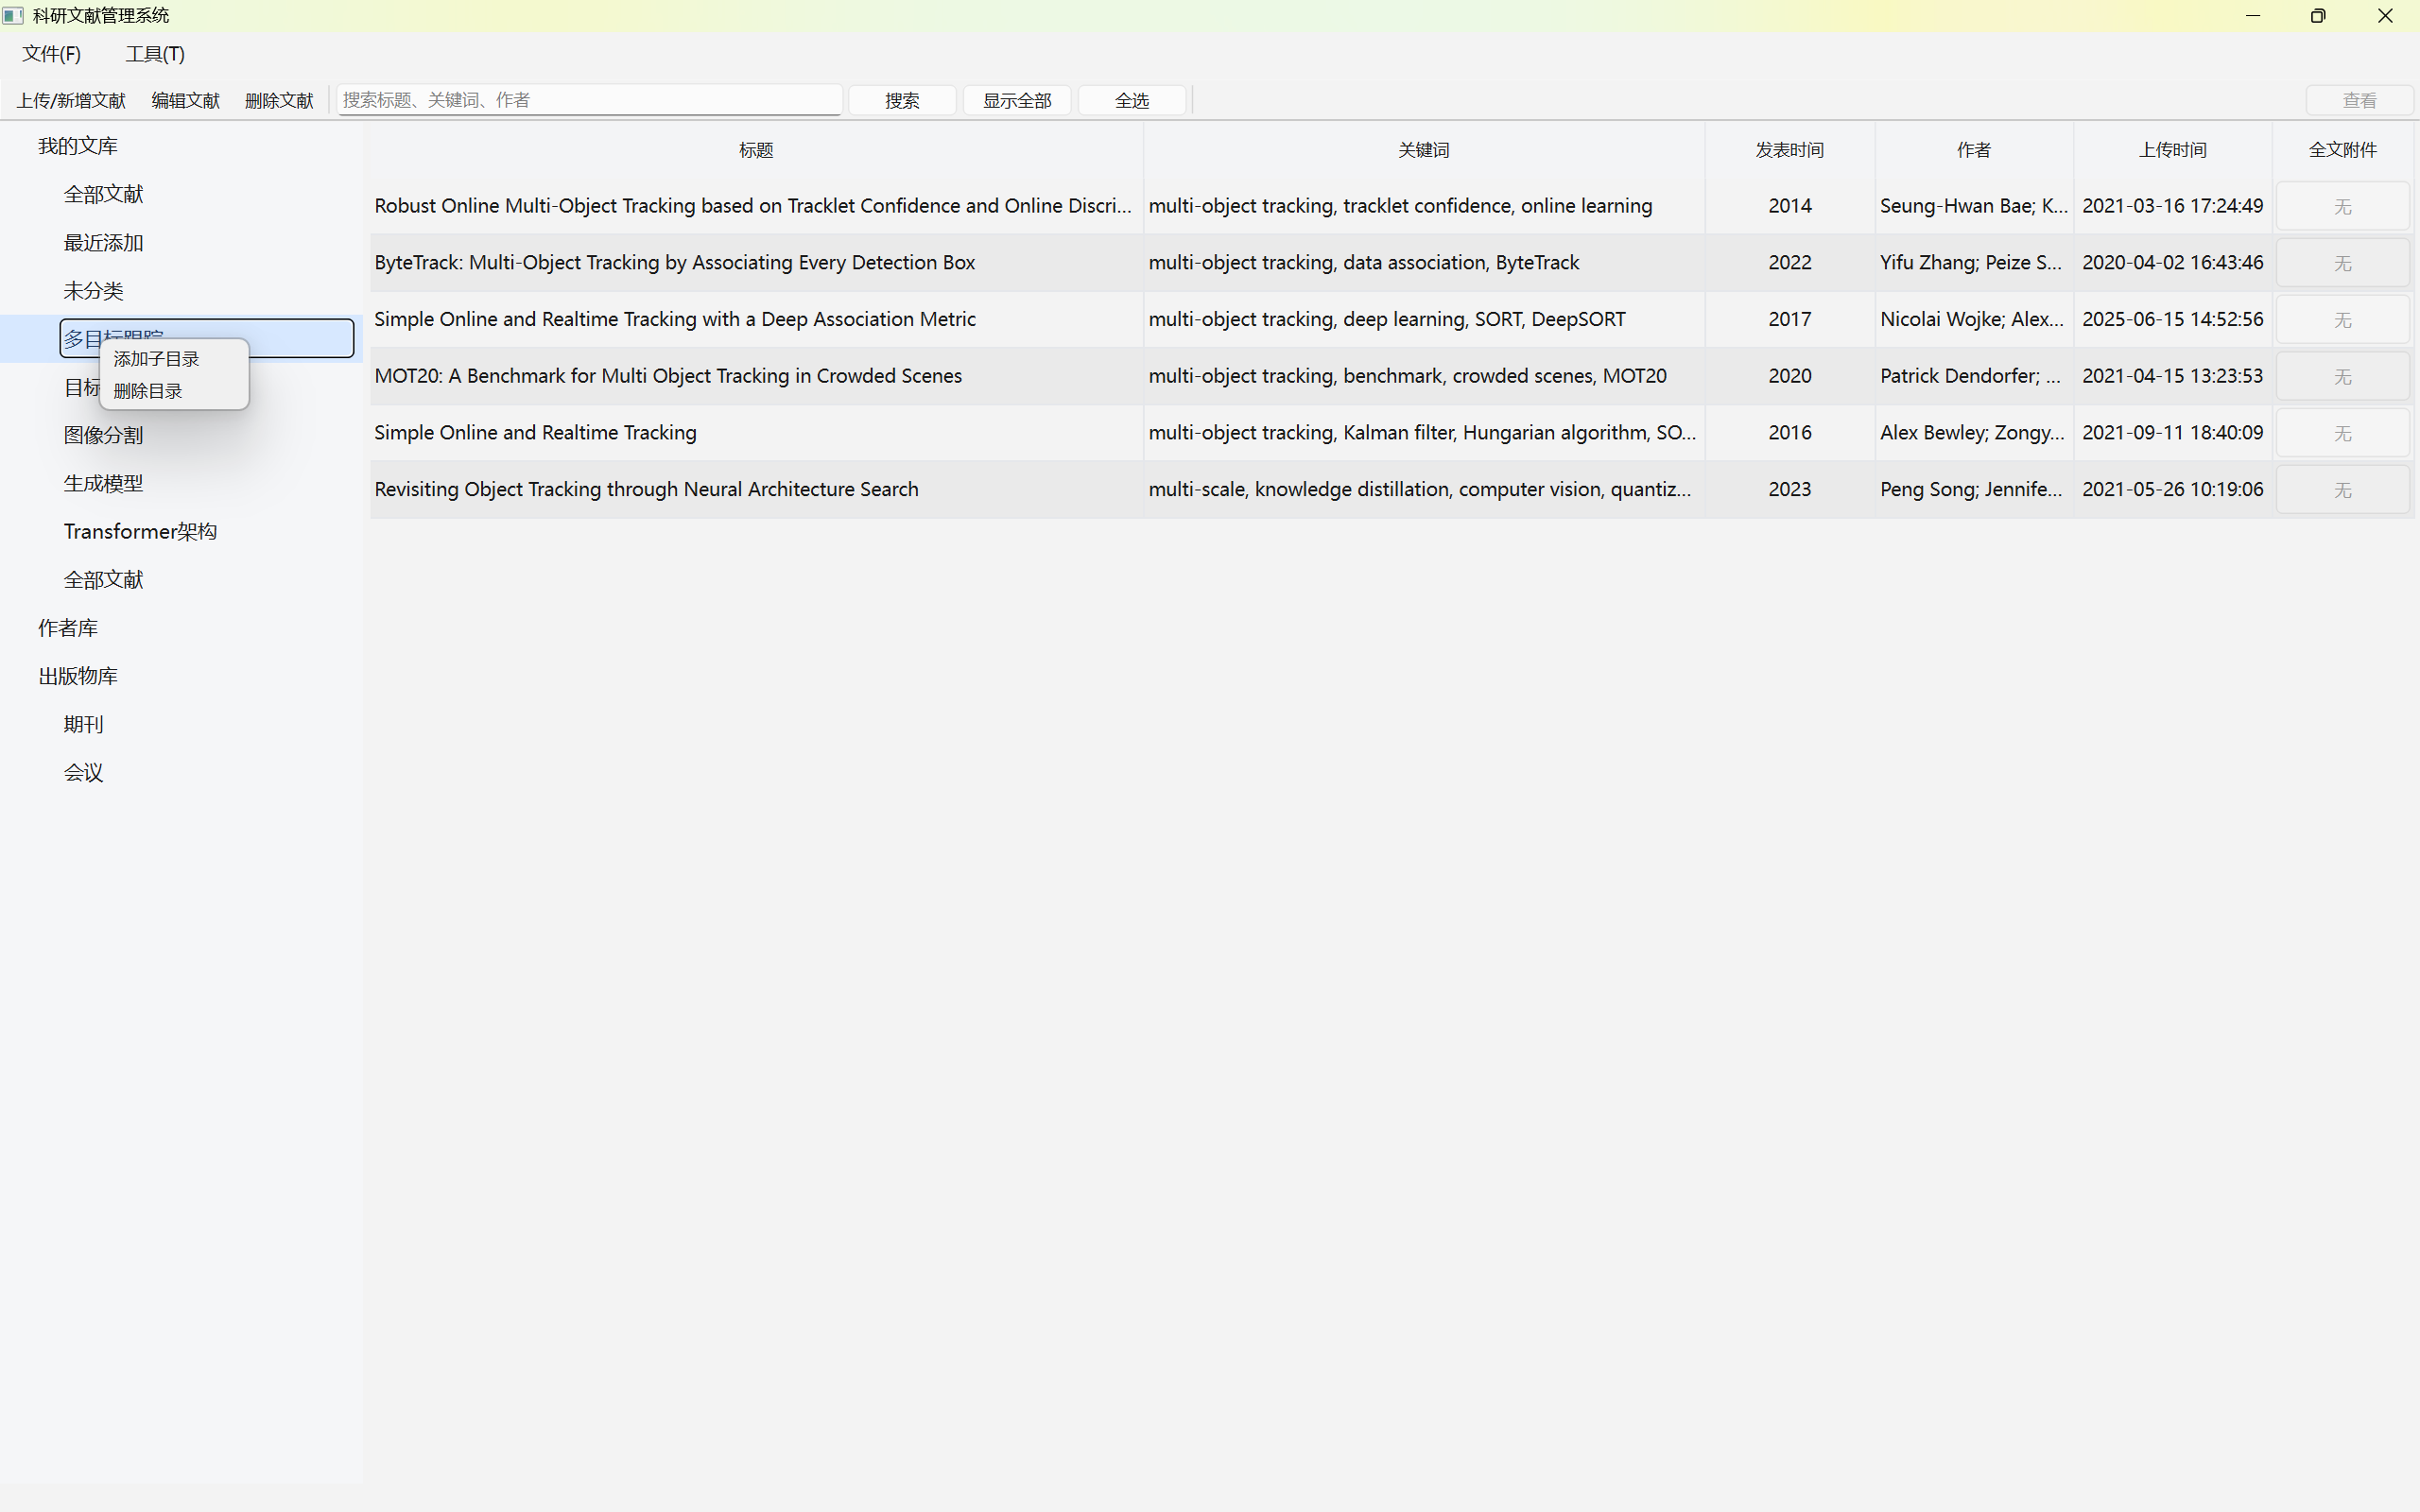 科研文献管理系统
文件(F) 工具(T)
上传/新增文献 编辑文献 删除文献 搜索标题、关键词、作者 搜索 显示全部 全选 查看
我的文库
全部文献
最近添加
未分类
多目标跟踪
添加子目录
删除目录
目标
图像分割
生成模型
Transformer架构
全部文献
作者库
出版物库
期刊
会议
标题 关键词 发表时间 作者 上传时间 全文附件
Robust Online Multi-Object Tracking based on Tracklet Confidence and Online Discri... multi-object tracking, tracklet confidence, online learning 2014 Seung-Hwan Bae; K... 2021-03-16 17:24:49 无
ByteTrack: Multi-Object Tracking by Associating Every Detection Box multi-object tracking, data association, ByteTrack 2022 Yifu Zhang; Peize S... 2020-04-02 16:43:46 无
Simple Online and Realtime Tracking with a Deep Association Metric multi-object tracking, deep learning, SORT, DeepSORT 2017 Nicolai Wojke; Alex... 2025-06-15 14:52:56 无
MOT20: A Benchmark for Multi Object Tracking in Crowded Scenes multi-object tracking, benchmark, crowded scenes, MOT20 2020 Patrick Dendorfer; ... 2021-04-15 13:23:53 无
Simple Online and Realtime Tracking multi-object tracking, Kalman filter, Hungarian algorithm, SO... 2016 Alex Bewley; Zongy... 2021-09-11 18:40:09 无
Revisiting Object Tracking through Neural Architecture Search multi-scale, knowledge distillation, computer vision, quantiz... 2023 Peng Song; Jennife... 2021-05-26 10:19:06 无